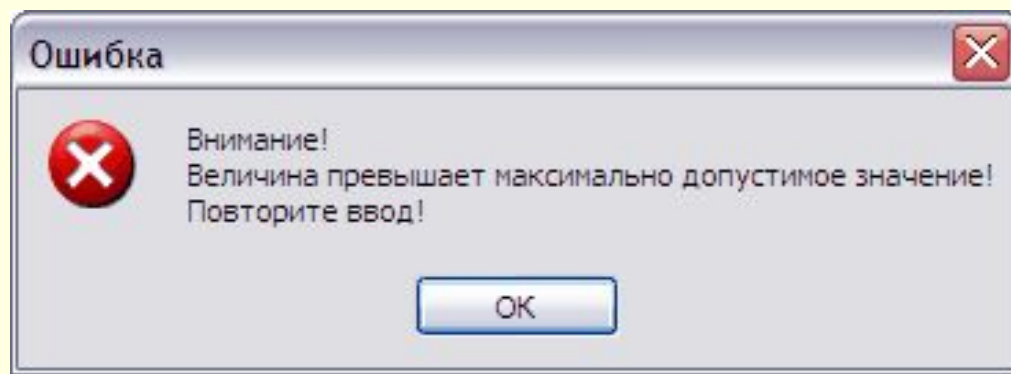 Ошибка
Внимание!
Величина превышает максимально допустимое значение!
Повторите ввод!
OK